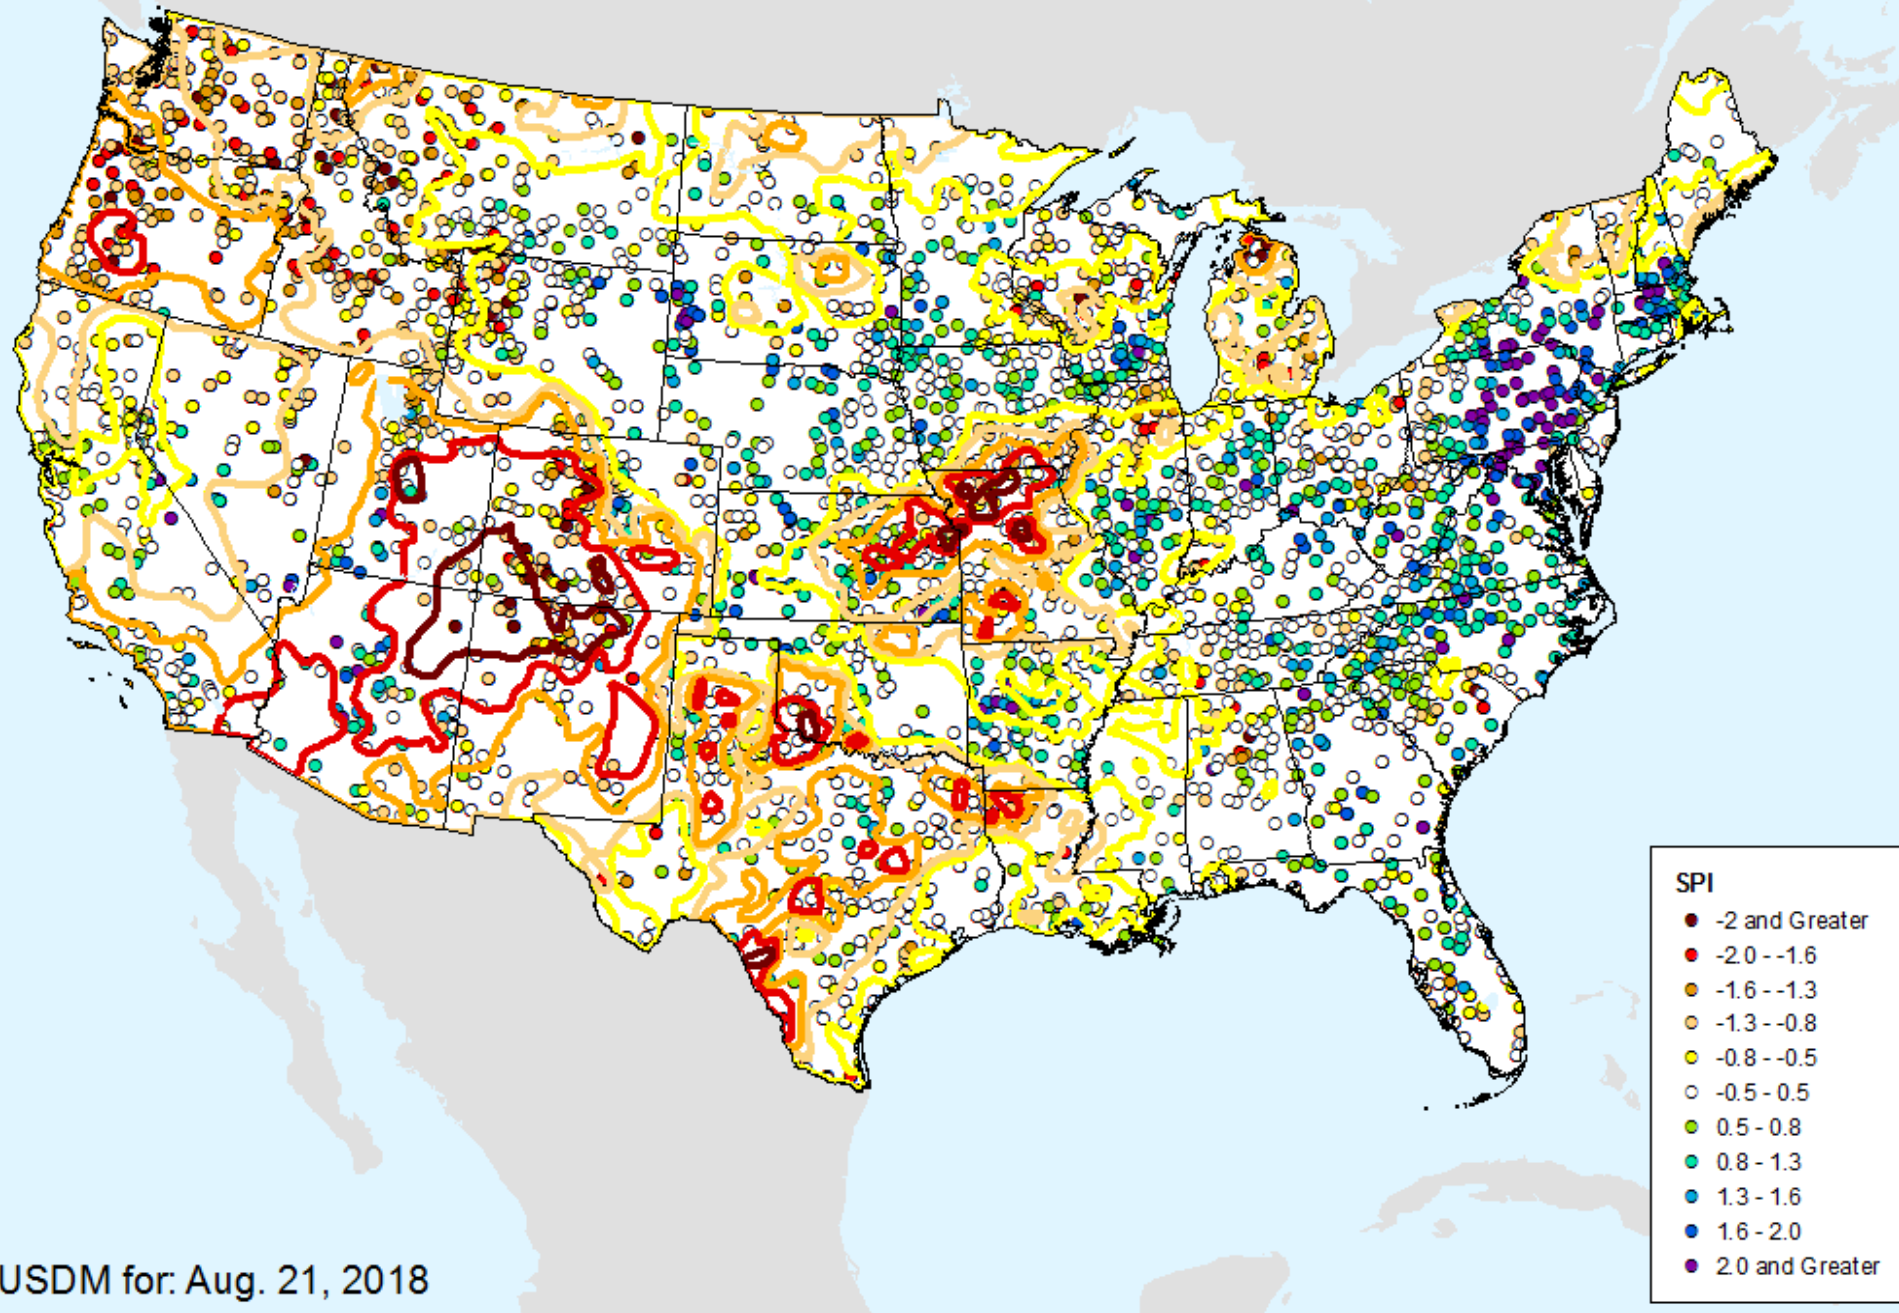 SPI
-2 and Greater
-2.0 - -1.6
-1.6 - -1.3
-1.3 - -0.8
-0.8 - -0.5
-0.5 - 0.5
0.5 - 0.8
0.8 - 1.3
1.3 - 1.6
1.6 - 2.0
2.0 and Greater
USDM for: Aug. 21, 2018